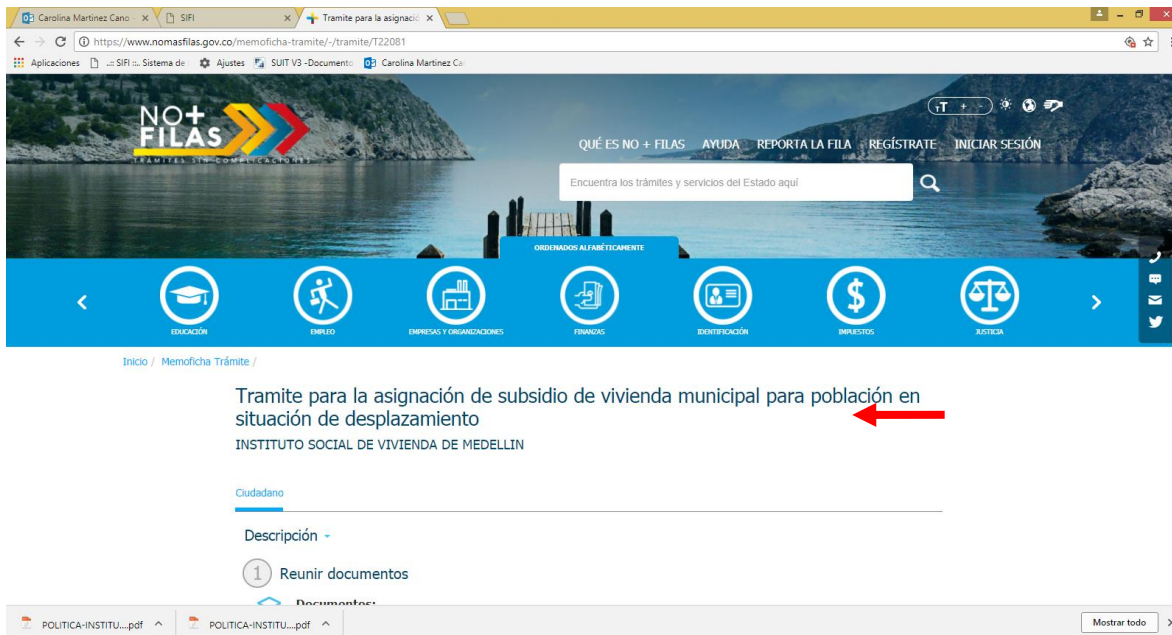 Carolina Martinez Cano
SIFI
Tramite para la asignaci
https://www.nomasfilas.gov.co/memoficha-tramite/-/tramite/T22081
Aplicaciones
..:: SIFI ::.. Sistema de
Ajustes
SUIT V3 -Documento
Carolina Martinez Ca
NO+
FILAS
TRÁMITES SIN COMPLICACIONES
TT + -
QUÉ ES NO + FILAS AYUDA REPORTA LA FILA REGÍSTRATE INICIAR SESIÓN
Encuentra los trámites y servicios del Estado aquí
ORDENADOS ALFABÉTICAMENTE
EDUCACIÓN
EMPLEO
EMPRESAS Y ORGANIZACIONES
FINANZAS
IDENTIFICACIÓN
IMPUESTOS
JUSTICIA
Inicio / Memoficha Trámite /
Tramite para la asignación de subsidio de vivienda municipal para población en
situación de desplazamiento
INSTITUTO SOCIAL DE VIVIENDA DE MEDELLIN
Ciudadano
Descripción
1 Reunir documentos
Documentos:
POLITICA-INSTITU....pdf
POLITICA-INSTITU....pdf
Mostrar todo